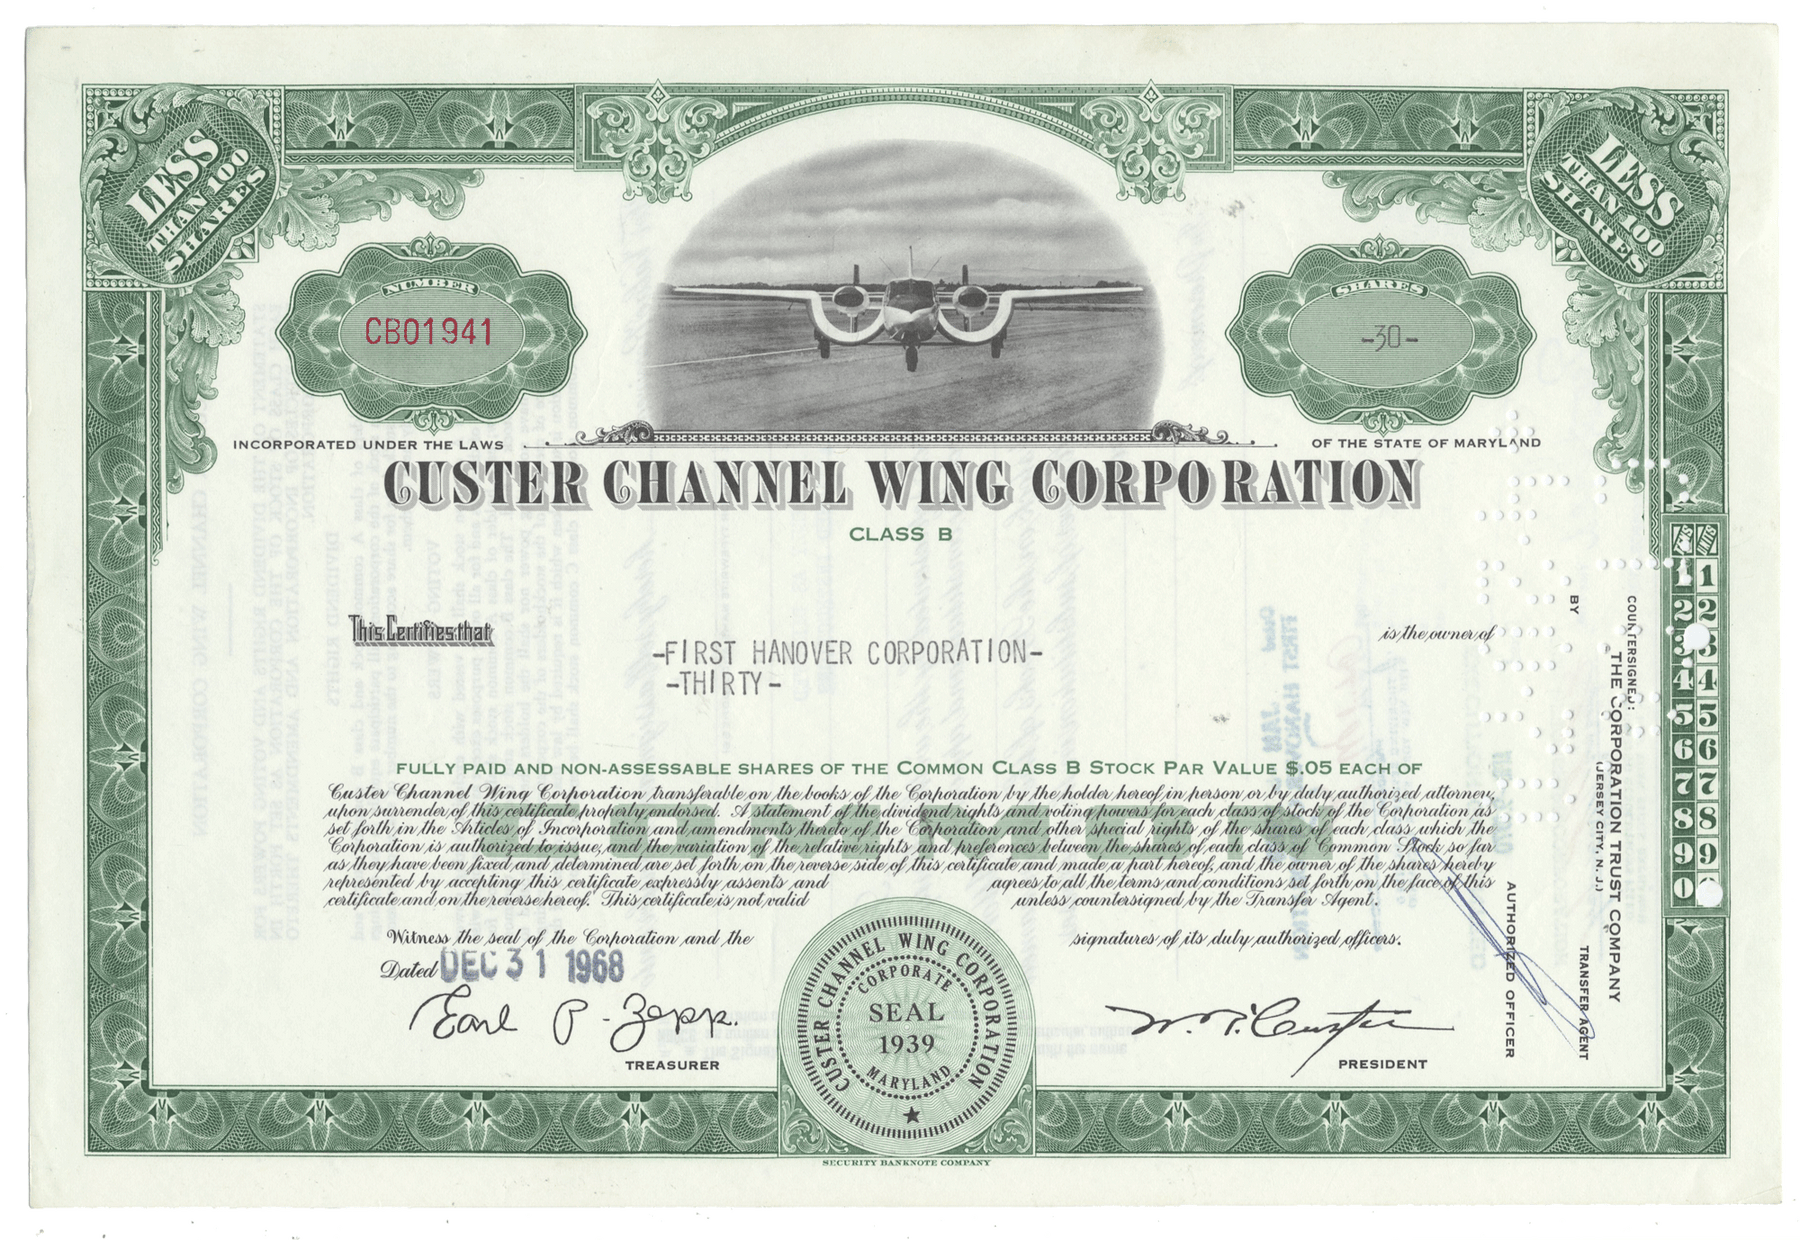 LESS
THAN 100
SHARES
LESS
THAN 100
SHARES
NUMBER
CB01941
SHARES
-30-
INCORPORATED UNDER THE LAWS
OF THE STATE OF MARYLAND
CUSTER CHANNEL WING CORPORATION
CLASS B
This Certifies that
is the owner of
-FIRST HANOVER CORPORATION-
-THIRTY-
FULLY PAID AND NON-ASSESSABLE SHARES OF THE COMMON CLASS B STOCK PAR VALUE $.05 EACH OF
Custer Channel Wing Corporation transferable on the books of the Corporation by the holder hereof in person or by duly authorized attorney,
upon surrender of this certificate properly endorsed. A statement of the dividend rights and voting powers for each class of stock of the Corporation as
set forth in the Articles of Incorporation and amendments thereto of the Corporation and other special rights of the shares of each class which the
Corporation is authorized to issue, and the variation of the relative rights and preferences between the shares of each class of Common Stock so far
as they have been fixed and determined are set forth on the reverse side of this certificate and made a part hereof, and the owner of the shares hereby
represented by accepting this certificate expressly assents and agrees to all the terms and conditions set forth on the face of this
certificate and on the reverse hereof. This certificate is not valid unless countersigned by the Transfer Agent.
Witness the seal of the Corporation and the signatures of its duly authorized officers.
Dated DEC 31 1968
Earl P. Zepp.
TREASURER
CUSTER CHANNEL WING CORPORATION
CORPORATE
SEAL
1939
MARYLAND
W. R. Custer
PRESIDENT
COUNTERSIGNED:
THE CORPORATION TRUST COMPANY
(JERSEY CITY, N. J.)
TRANSFER AGENT
BY
AUTHORIZED OFFICER
1 1
2 2
3 3
4 4
5 5
6 6
7 7
8 8
9 9
0
SECURITY BANKNOTE COMPANY